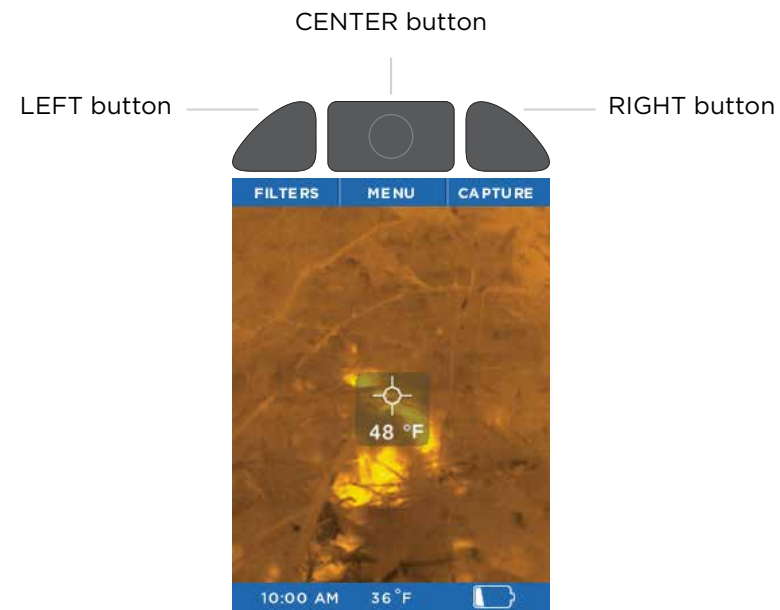 CENTER button
LEFT button
RIGHT button
FILTERS MENU CAPTURE
48 °F
10:00 AM 36°F